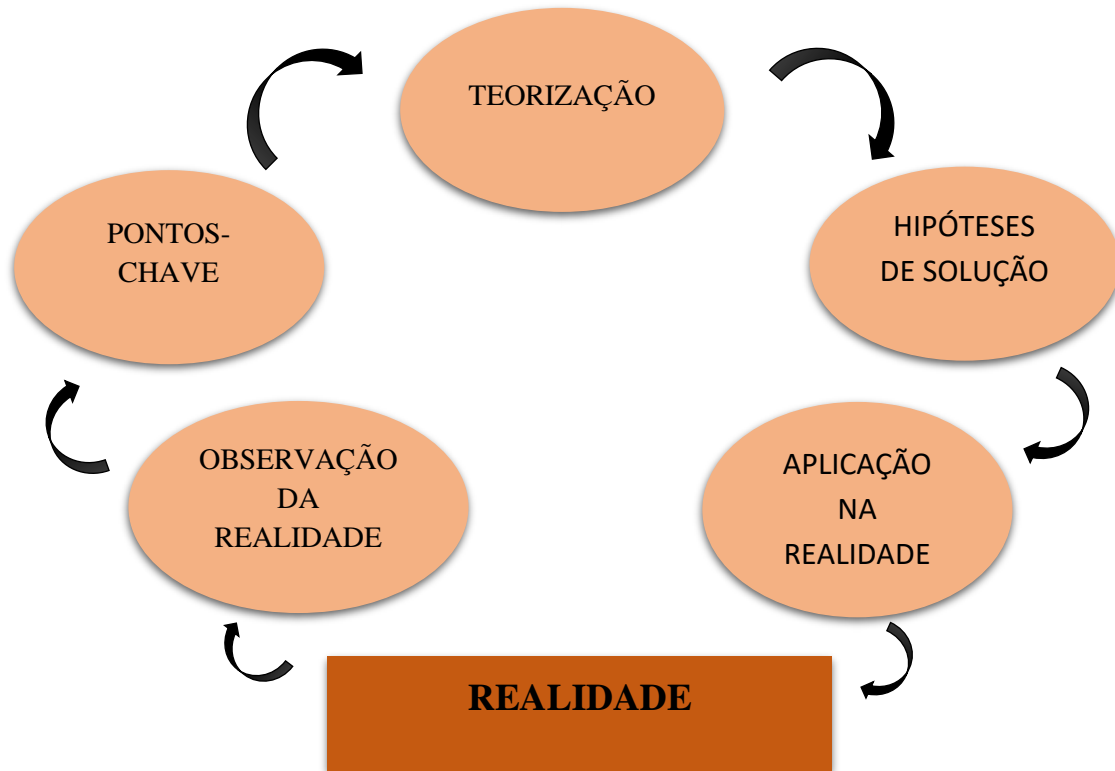 TEORIZAÇÃO
PONTOS-
CHAVE
HIPÓTESES
DE SOLUÇÃO
OBSERVAÇÃO
DA
REALIDADE
APLICAÇÃO
NA
REALIDADE
REALIDADE